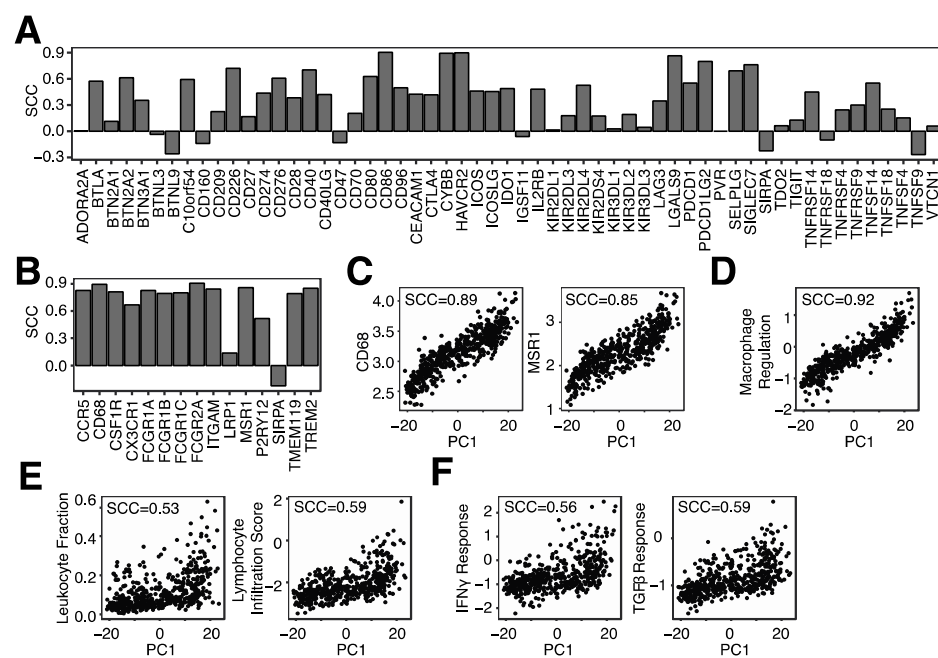 A
SCC
0.9
0.6
0.3
0.0
−0.3
ADORA2A
BTLA
BTN2A1
BTN2A2
BTN3A1
BTNL3
BTNL9
C10orf54
CD160
CD209
CD226
CD27
CD274
CD276
CD28
CD40
CD40LG
CD47
CD70
CD80
CD86
CD96
CEACAM1
CTLA4
CYBB
HAVCR2
ICOS
ICOSLG
IDO1
IGSF11
IL2RB
KIR2DL1
KIR2DL3
KIR2DL4
KIR2DS4
KIR3DL1
KIR3DL2
KIR3DL3
LAG3
LGALS9
PDCD1
PDCD1LG2
PVR
SELPLG
SIGLEC7
SIRPA
TDO2
TIGIT
TNFRSF14
TNFRSF18
TNFRSF4
TNFRSF9
TNFSF14
TNFSF18
TNFSF4
TNFSF9
VTCN1
B
SCC
0.9
0.6
0.3
0.0
CCR5
CD68
CSF1R
CX3CR1
FCGR1A
FCGR1B
FCGR1C
FCGR2A
ITGAM
LRP1
MSR1
P2RY12
SIRPA
TMEM119
TREM2
C
SCC=0.89
CD68
4.0
3.5
3.0
2.5
−20 0 20
PC1
SCC=0.85
MSR1
3
2
1
−20 0 20
PC1
D
SCC=0.92
Macrophage
Regulation
1
0
−1
−2
−20 0 20
PC1
E
SCC=0.53
Leukocyte Fraction
0.6
0.4
0.2
0.0
−20 0 20
PC1
SCC=0.59
Lymphocyte
Infiltration Score
2
0
−2
−20 0 20
PC1
F
SCC=0.56
IFNγ Response
2
1
0
−1
−2
−20 0 20
PC1
SCC=0.59
TGFβ Response
0
−1
−20 0 20
PC1